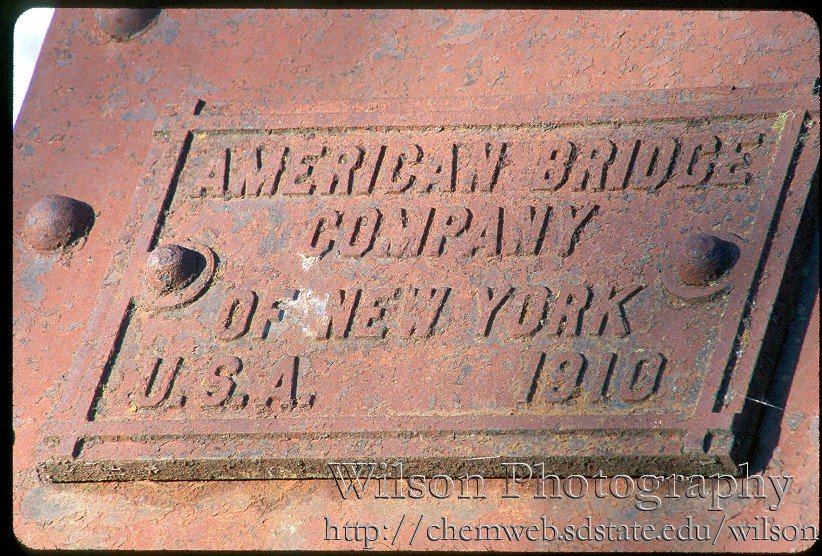 AMERICAN BRIDGE
COMPANY
OF NEW YORK
U.S.A. 1910
Wilson Photography
http://chemweb.sdstate.edu/wilson